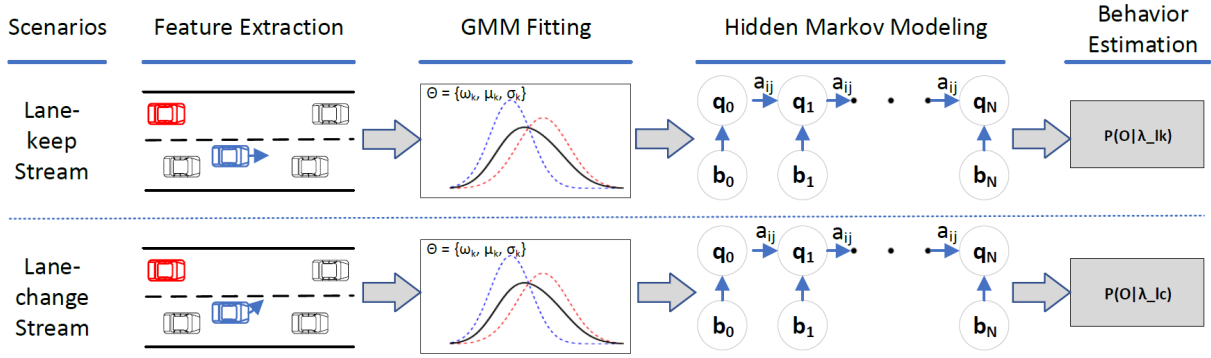 Scenarios
Feature Extraction
GMM Fitting
Hidden Markov Modeling
Behavior
Estimation
Lane-
keep
Stream
Θ = {ωk, μk, σk}
aij
aij
aij
q0
q1
qN
b0
b1
bN
P(O|λ_lk)
Lane-
change
Stream
Θ = {ωk, μk, σk}
aij
aij
aij
q0
q1
qN
b0
b1
bN
P(O|λ_lc)